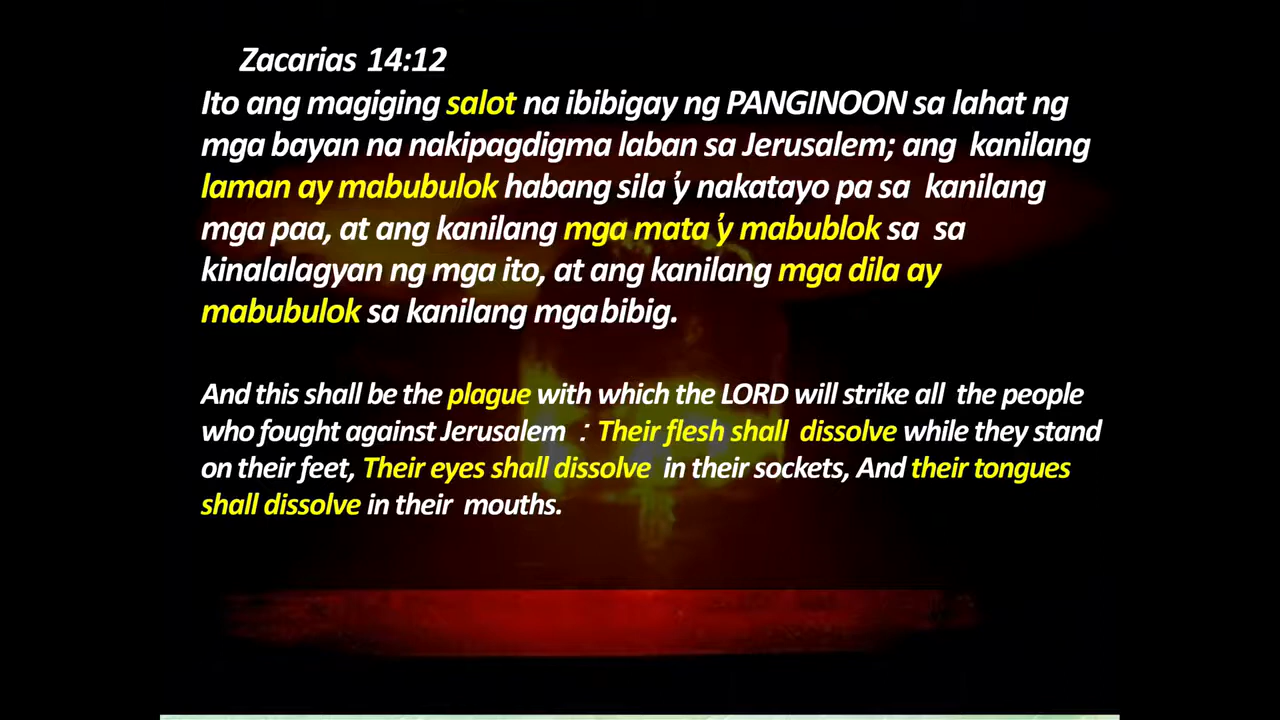 Zacarias 14:12
Ito ang magiging salot na ibibigay ng PANGINOON sa lahat ng
mga bayan na nakipagdigma laban sa Jerusalem; ang kanilang
laman ay mabubulok habang sila’y nakatayo pa sa kanilang
mga paa, at ang kanilang mga mata’y mabublok sa sa
kinalalagyan ng mga ito, at ang kanilang mga dila ay
mabubulok sa kanilang mga bibig.
And this shall be the plague with which the LORD will strike all the people
who fought against Jerusalem : Their flesh shall dissolve while they stand
on their feet, Their eyes shall dissolve in their sockets, And their tongues
shall dissolve in their mouths.